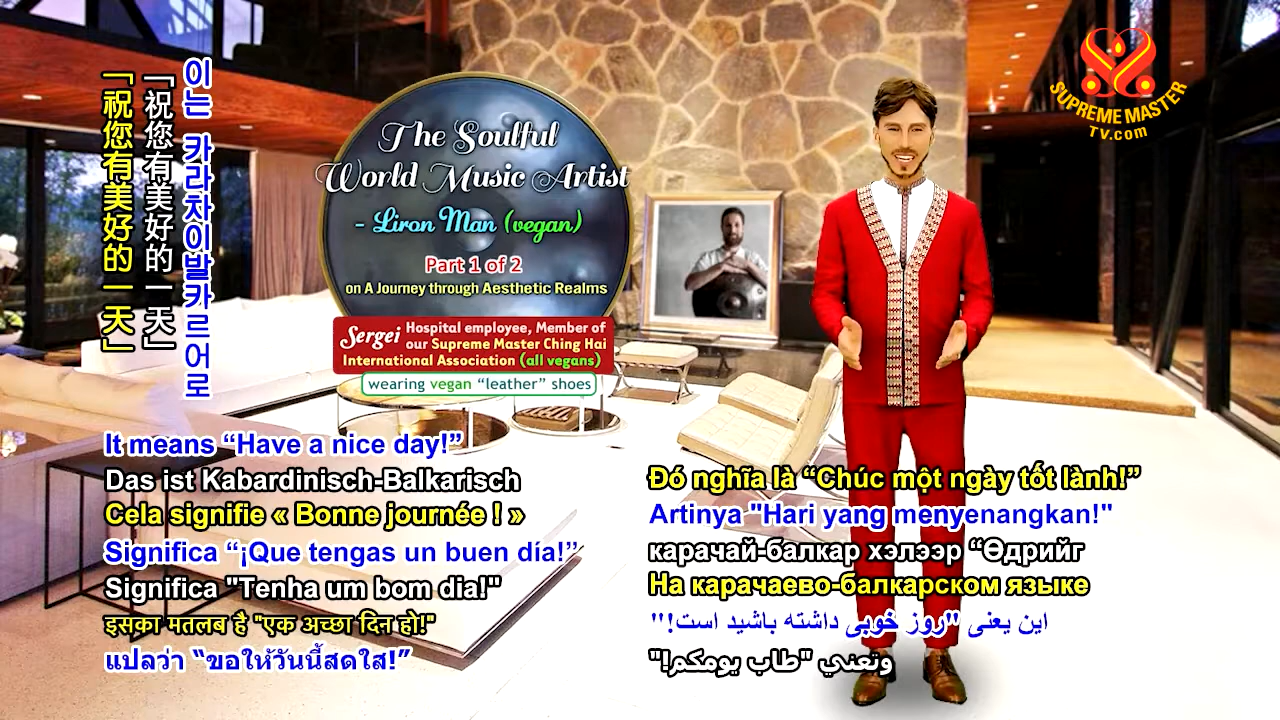 이는 카라차이발카르어로
「祝您有美好的一天」
「祝您有美好的一天」
The Soulful
World Music Artist
- Liron Man (vegan)
Part 1 of 2
on A Journey through Aesthetic Realms
Sergei Hospital employee, Member of
our Supreme Master Ching Hai
International Association (all vegans)
wearing vegan “leather” shoes
SUPREME MASTER
TV.com
It means “Have a nice day!”
Das ist Kabardinisch-Balkarisch
Cela signifie « Bonne journée ! »
Significa “¡Que tengas un buen día!”
Significa "Tenha um bom dia!"
इसका मतलब है "एक अच्छा दिन हो!"
แปลว่า “ขอให้วันนี้สดใส!”
Đó nghĩa là “Chúc một ngày tốt lành!”
Artinya "Hari yang menyenangkan!"
карачай-балкар хэлээр “Өдрийг
На карачаево-балкарском языке
این یعنی "روز خوبی داشته باشید است!"
وتعني "طاب يومكم!"